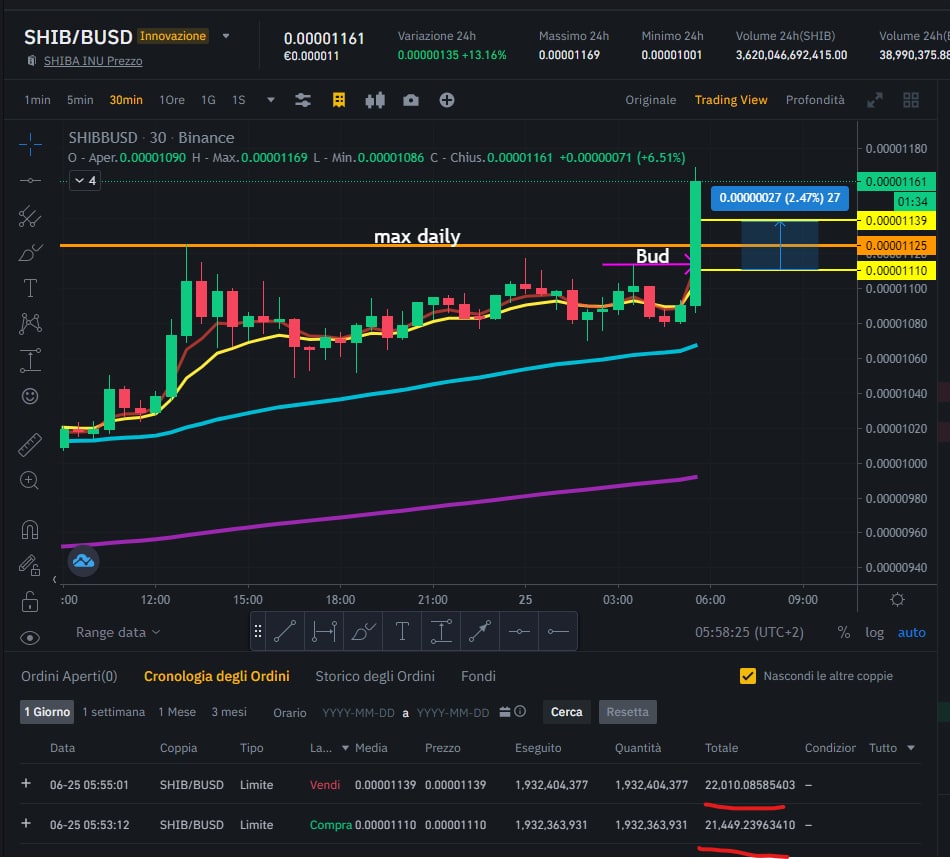 SHIB/BUSD Innovazione
SHIBA INU Prezzo
0.00001161
€0.000011
Variazione 24h
0.00000135 +13.16%
Massimo 24h
0.00001169
Minimo 24h
0.00001001
Volume 24h(SHIB)
3,620,046,692,415.00
Volume 24h(B
38,990,375.88
1min 5min 30min 1Ore 1G 1S
Originale Trading View Profondità
SHIBBUSD · 30 · Binance
O - Aper.0.00001090 H - Max.0.00001169 L - Min.0.00001086 C - Chius.0.00001161 +0.00000071 (+6.51%)
4
max daily
Bud
0.00000027 (2.47%) 27
0.00001180
0.00001161
01:34
0.00001139
0.00001125
0.00001110
0.00001100
0.00001080
0.00001060
0.00001040
0.00001020
0.00001000
0.00000980
0.00000960
0.00000940
:00 12:00 15:00 18:00 21:00 25 03:00 06:00 09:00
Range data
05:58:25 (UTC+2) % log auto
Ordini Aperti(0) Cronologia degli Ordini Storico degli Ordini Fondi
Nascondi le altre coppie
1 Giorno 1 settimana 1 Mese 3 mesi Orario YYYY-MM-DD a YYYY-MM-DD Cerca Resetta
Data Coppia Tipo La... Media Prezzo Eseguito Quantità Totale Condizior Tutto
+ 06-25 05:55:01 SHIB/BUSD Limite Vendi 0.00001139 0.00001139 1,932,404,377 1,932,404,377 22,010.08585403 –
+ 06-25 05:53:12 SHIB/BUSD Limite Compra 0.00001110 0.00001110 1,932,363,931 1,932,363,931 21,449.23963410 –